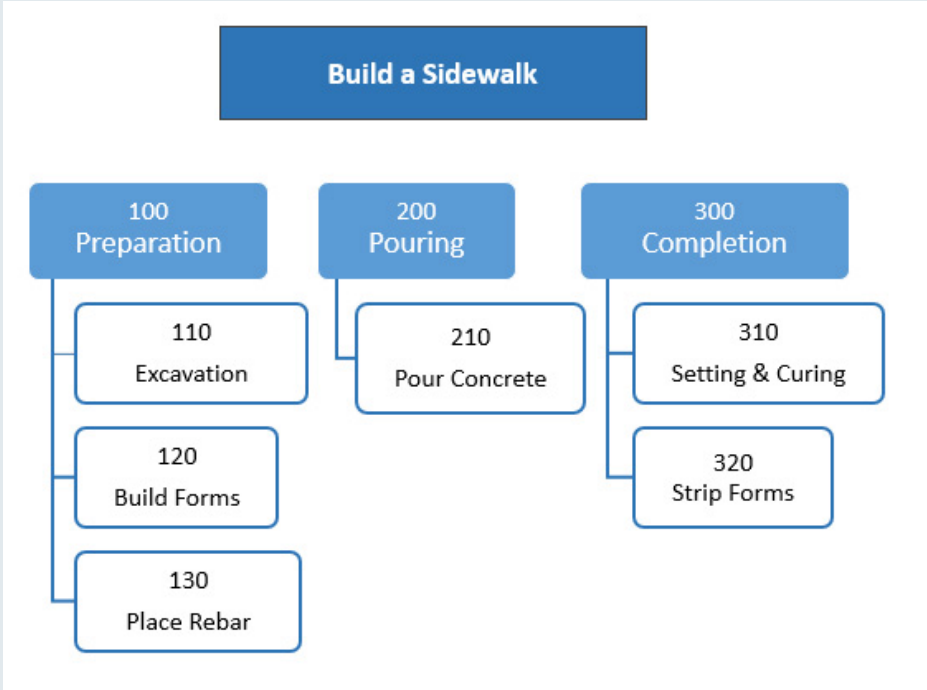 Build a Sidewalk
100
Preparation
110
Excavation
120
Build Forms
130
Place Rebar
200
Pouring
210
Pour Concrete
300
Completion
310
Setting & Curing
320
Strip Forms